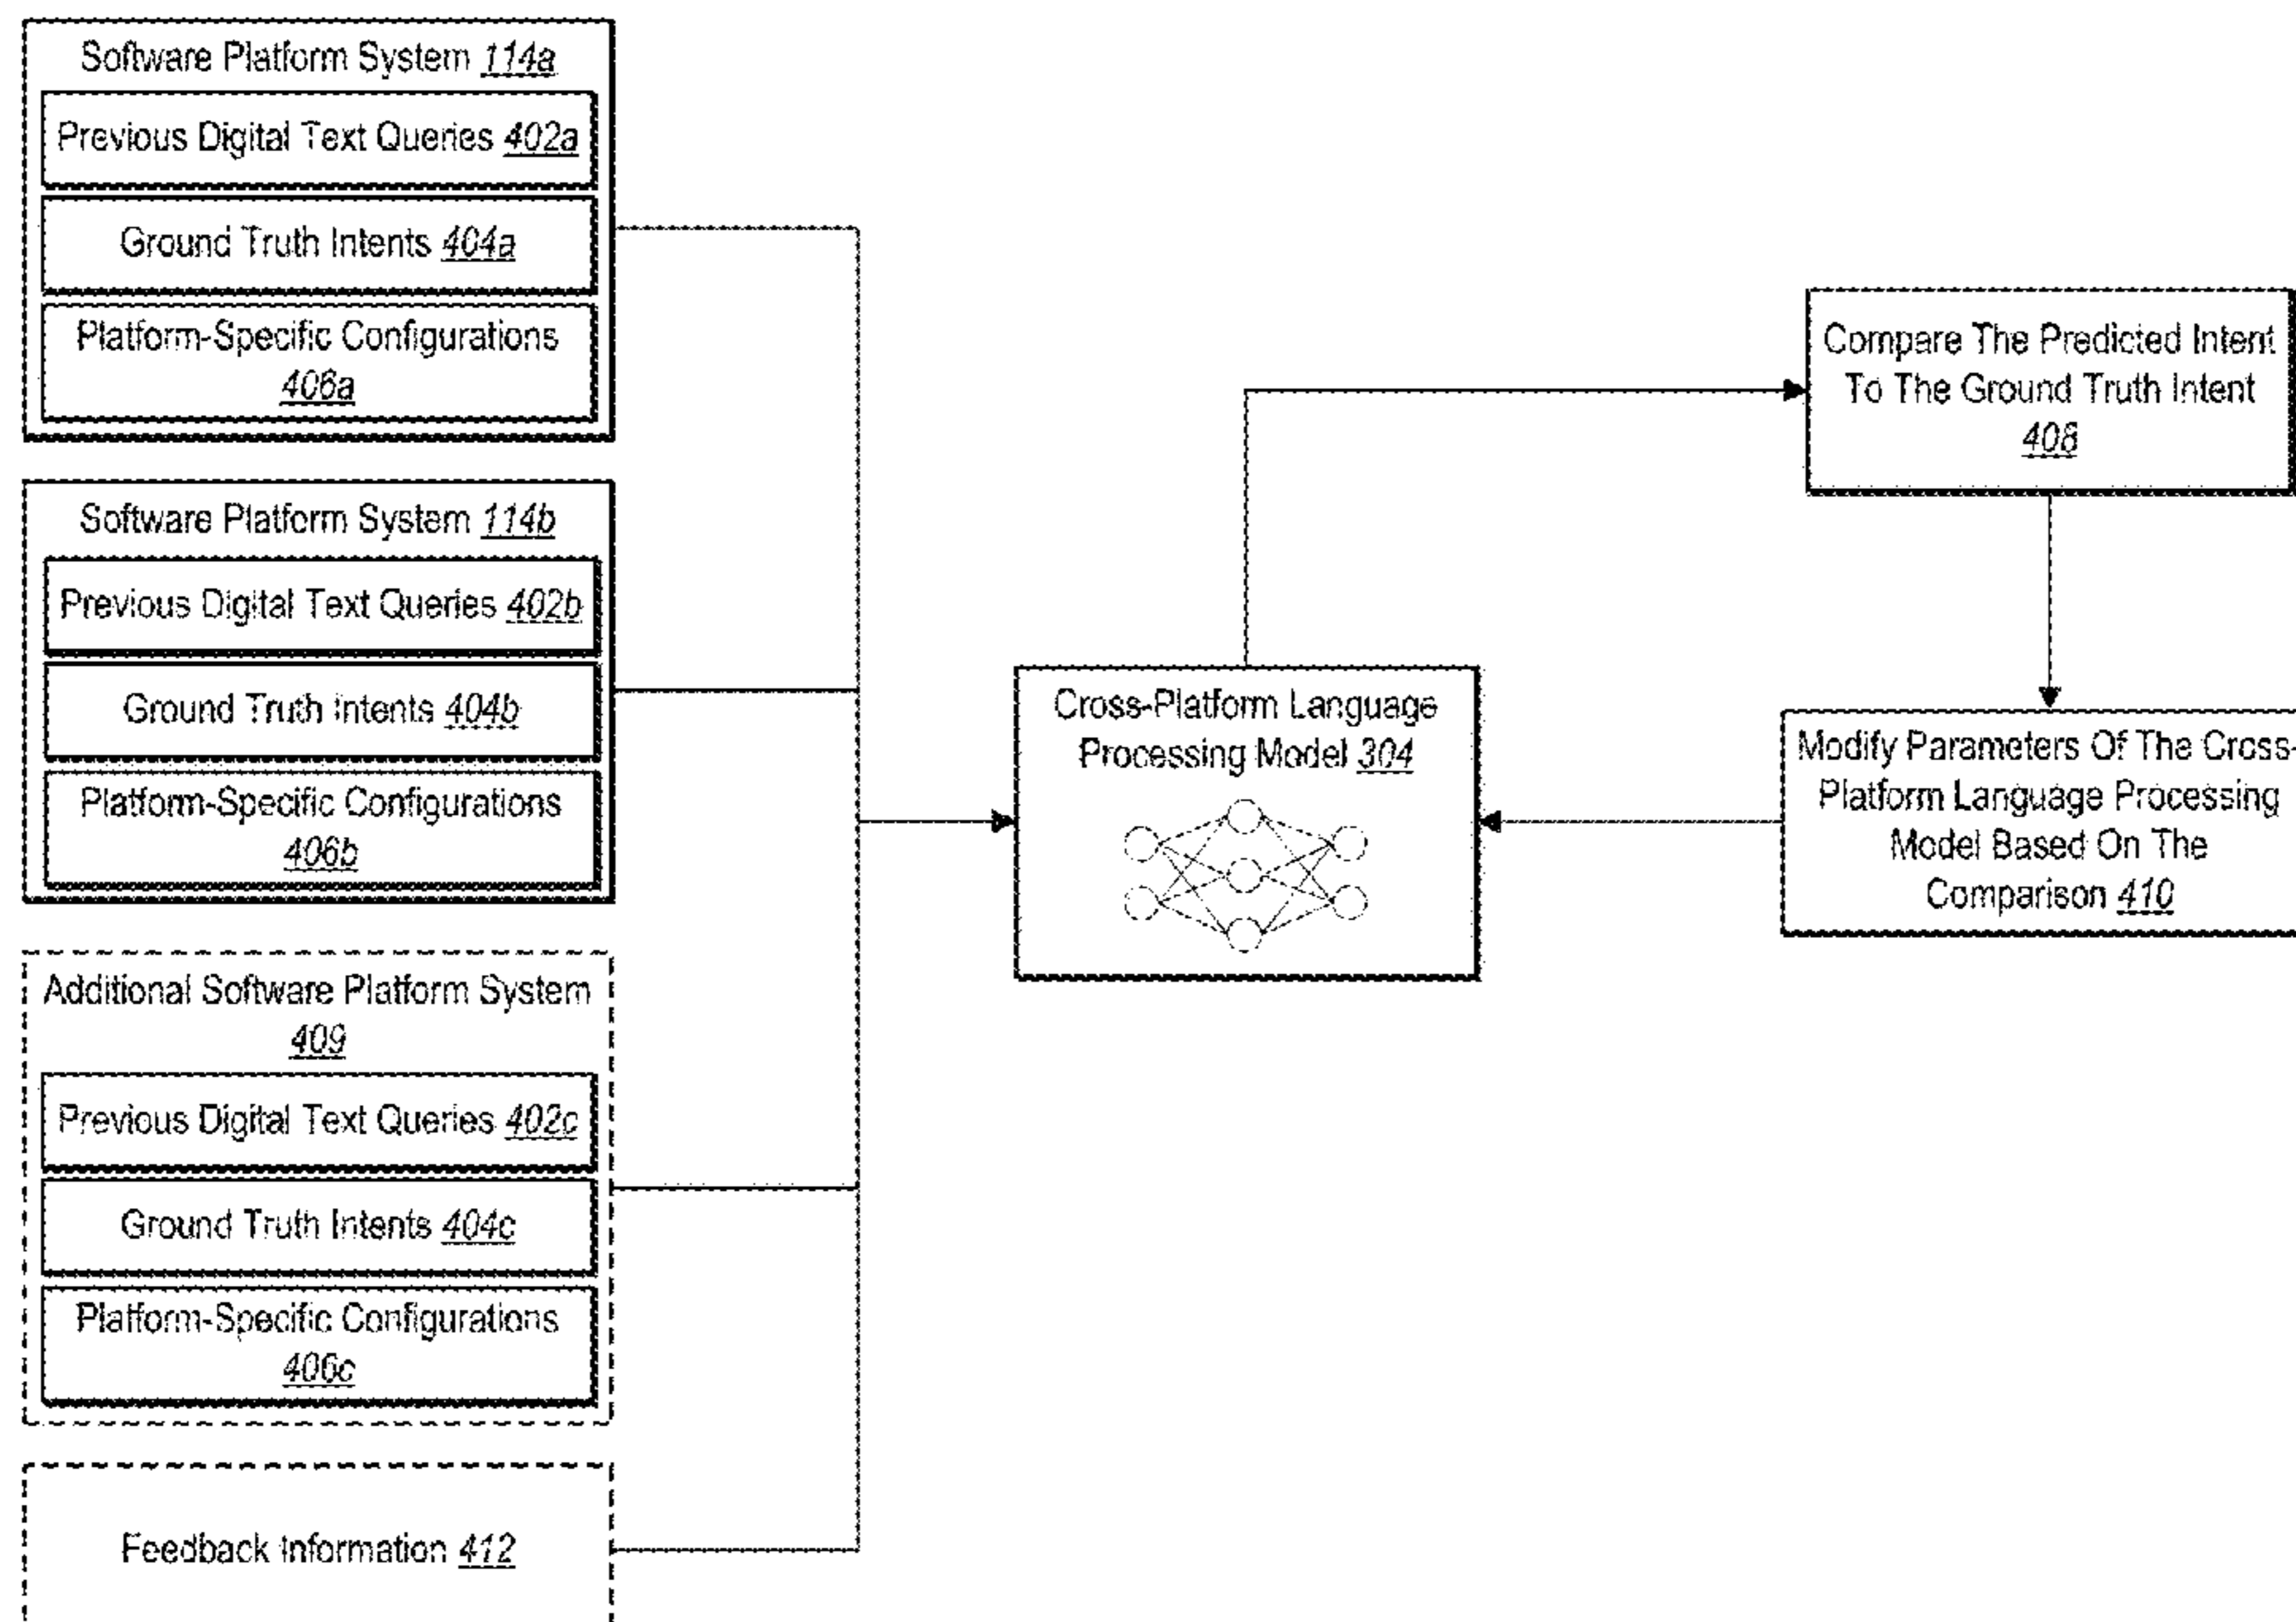 Software Platform System 114a
Previous Digital Text Queries 402a
Ground Truth Intents 404a
Platform-Specific Configurations
406a
Software Platform System 114b
Previous Digital Text Queries 402b
Ground Truth Intents 404b
Platform-Specific Configurations
406b
Additional Software Platform System
409
Previous Digital Text Queries 402c
Ground Truth Intents 404c
Platform-Specific Configurations
406c
Feedback Information 412
Cross-Platform Language
Processing Model 304
Compare The Predicted Intent
To The Ground Truth Intent
408
Modify Parameters Of The Cross-
Platform Language Processing
Model Based On The
Comparison 410